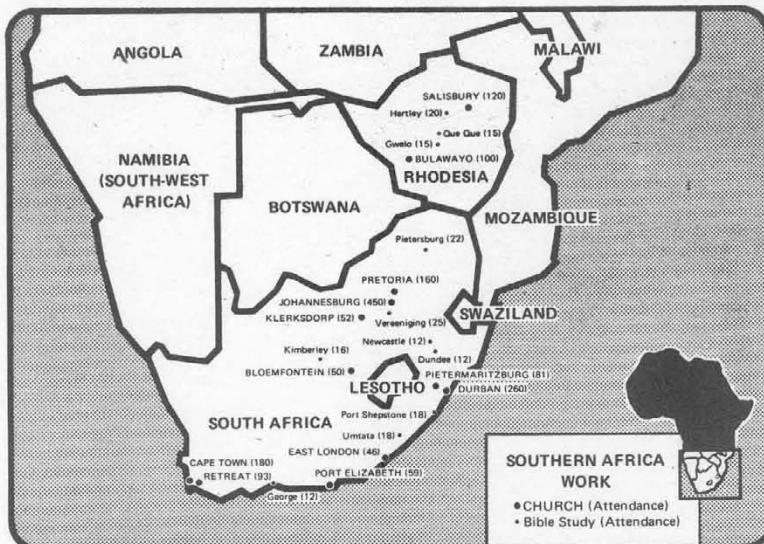 ANGOLA
ZAMBIA
MALAWI
SALISBURY (120)
Hartley (20)
Que Que (15)
Gwelo (15)
BULAWAYO (100)
RHODESIA
NAMIBIA
(SOUTH-WEST
AFRICA)
BOTSWANA
MOZAMBIQUE
Pietersburg (22)
PRETORIA (160)
JOHANNESBURG (450)
KLERKSDORP (52)
Vereeniging (25)
SWAZILAND
Newcastle (12)
Kimberley (16)
Dundee (12)
BLOEMFONTEIN (50)
PIETERMARITZBURG (81)
LESOTHO
DURBAN (260)
SOUTH AFRICA
Port Shepstone (18)
Umtata (18)
EAST LONDON (46)
CAPE TOWN (180)
RETREAT (93)
PORT ELIZABETH (59)
George (12)
SOUTHERN AFRICA
WORK
• CHURCH (Attendance)
• Bible Study (Attendance)